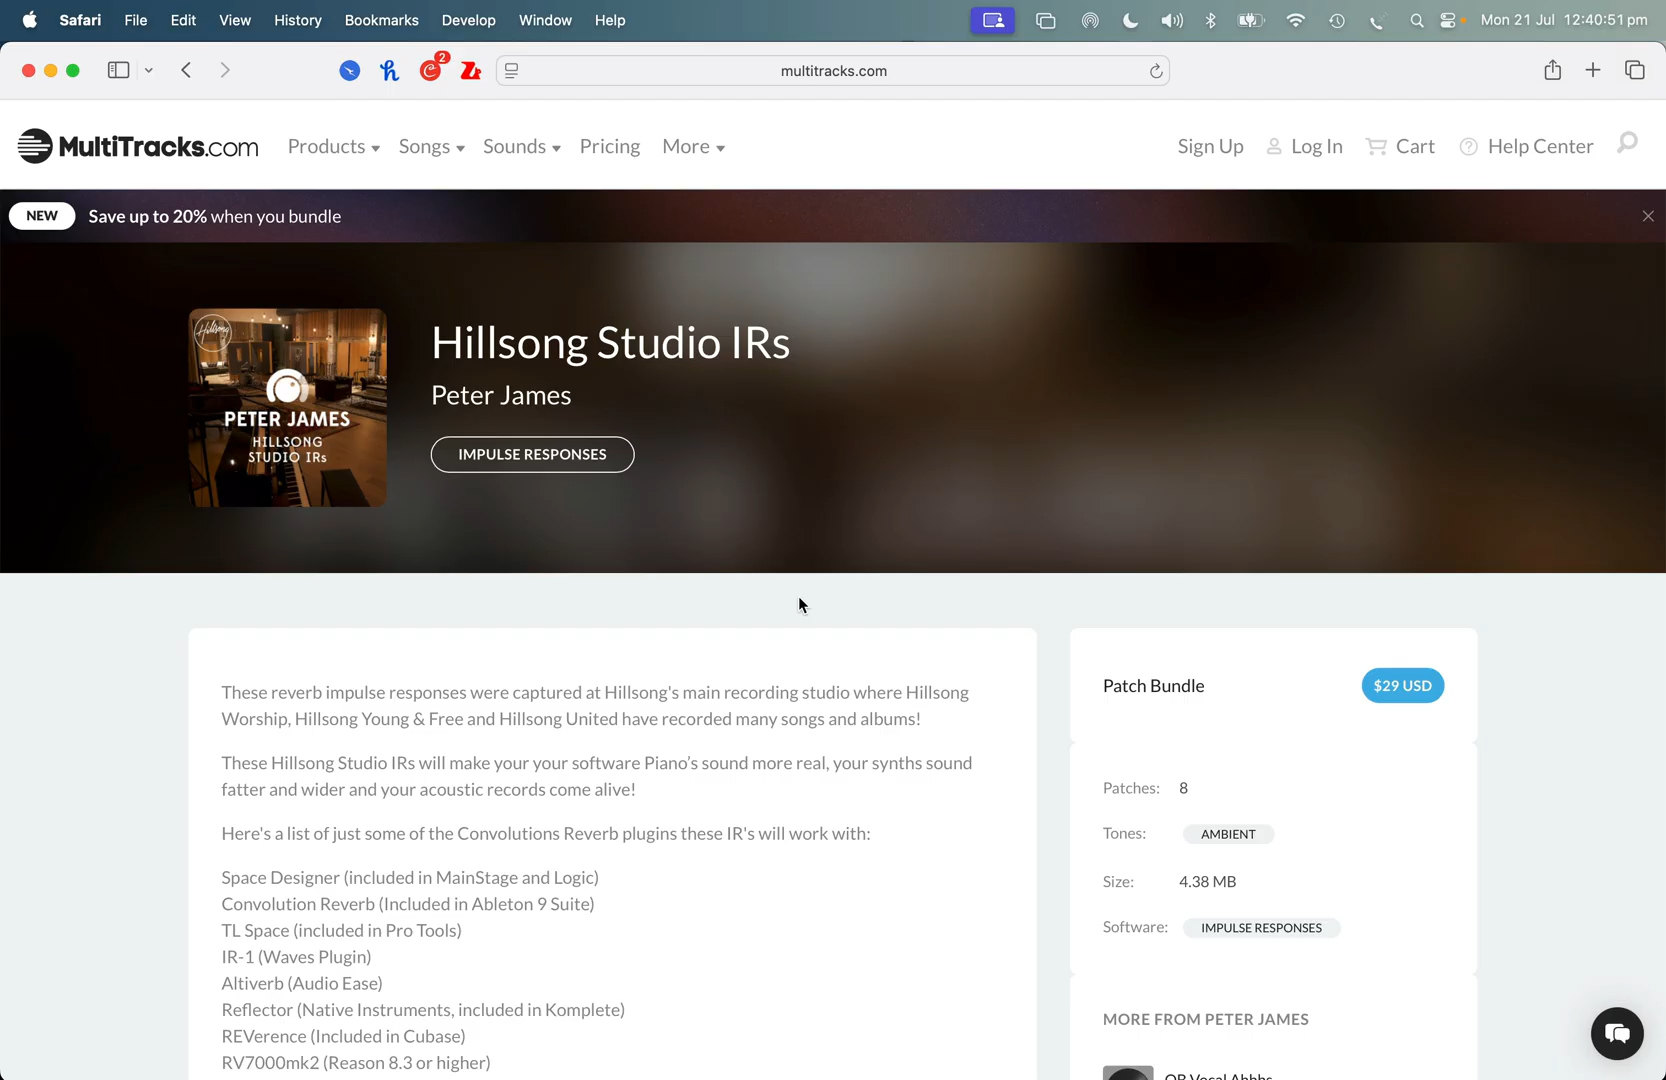 Safari File Edit View History Bookmarks Develop Window Help
Mon 21 Jul 12:40:51 pm
2
multitracks.com
MultiTracks.com Products Songs Sounds Pricing More
Sign Up Log In Cart Help Center
NEW Save up to 20% when you bundle
Hillsong
PETER JAMES
HILLSONG
STUDIO IRs
Hillsong Studio IRs
Peter James
IMPULSE RESPONSES
These reverb impulse responses were captured at Hillsong's main recording studio where Hillsong
Worship, Hillsong Young & Free and Hillsong United have recorded many songs and albums!
These Hillsong Studio IRs will make your your software Piano’s sound more real, your synths sound
fatter and wider and your acoustic records come alive!
Here's a list of just some of the Convolutions Reverb plugins these IR's will work with:
Space Designer (included in MainStage and Logic)
Convolution Reverb (Included in Ableton 9 Suite)
TL Space (included in Pro Tools)
IR-1 (Waves Plugin)
Altiverb (Audio Ease)
Reflector (Native Instruments, included in Komplete)
REVerence (Included in Cubase)
RV7000mk2 (Reason 8.3 or higher)
Patch Bundle $29 USD
Patches: 8
Tones: AMBIENT
Size: 4.38 MB
Software: IMPULSE RESPONSES
MORE FROM PETER JAMES